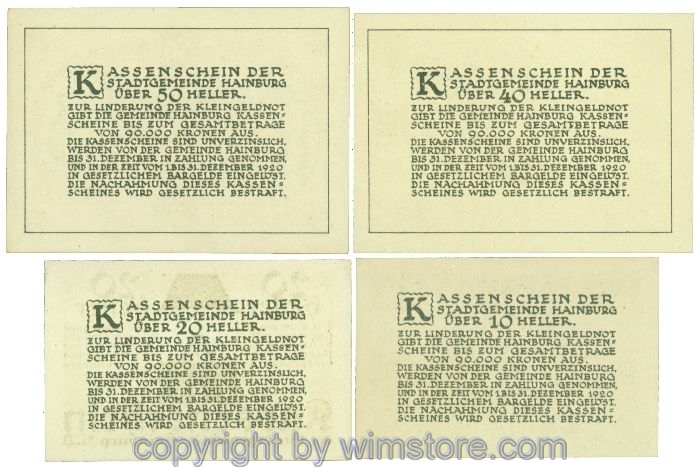 KASSENSCHEIN DER
STADTGEMEINDE HAINBURG
ÜBER 50 HELLER.
ZUR LINDERUNG DER KLEINGELDNOT
GIBT DIE GEMEINDE HAINBURG KASSEN=
SCHEINE BIS ZUM GESAMTBETRAGE
VON 90.000 KRONEN AUS.
DIE KASSENSCHEINE SIND UNVERZINSLICH,
WERDEN VON DER GEMEINDE HAINBURG
BIS 31. DEZEMBER IN ZAHLUNG GENOMMEN,
UND IN DER ZEIT VOM 1. BIS 31. DEZEMBER 1920
IN GESETZLICHEM BARGELDE EINGELÖST.
DIE NACHAHMUNG DIESES KASSEN=
SCHEINES WIRD GESETZLICH BESTRAFT.
KASSENSCHEIN DER
STADTGEMEINDE HAINBURG
ÜBER 40 HELLER.
ZUR LINDERUNG DER KLEINGELDNOT
GIBT DIE GEMEINDE HAINBURG KASSEN=
SCHEINE BIS ZUM GESAMTBETRAGE
VON 90.000 KRONEN AUS.
DIE KASSENSCHEINE SIND UNVERZINSLICH,
WERDEN VON DER GEMEINDE HAINBURG
BIS 31. DEZEMBER IN ZAHLUNG GENOMMEN,
UND IN DER ZEIT VOM 1. BIS 31. DEZEMBER 1920
IN GESETZLICHEM BARGELDE EINGELÖST.
DIE NACHAHMUNG DIESES KASSEN=
SCHEINES WIRD GESETZLICH BESTRAFT.
KASSENSCHEIN DER
STADTGEMEINDE HAINBURG
ÜBER 20 HELLER.
ZUR LINDERUNG DER KLEINGELDNOT
GIBT DIE GEMEINDE HAINBURG KASSEN=
SCHEINE BIS ZUM GESAMTBETRAGE
VON 90.000 KRONEN AUS.
DIE KASSENSCHEINE SIND UNVERZINSLICH,
WERDEN VON DER GEMEINDE HAINBURG
BIS 31. DEZEMBER IN ZAHLUNG GENOMMEN,
UND IN DER ZEIT VOM 1. BIS 31. DEZEMBER 1920
IN GESETZLICHEM BARGELDE EINGELÖST.
DIE NACHAHMUNG DIESES KASSEN=
SCHEINES WIRD GESETZLICH BESTRAFT.
KASSENSCHEIN DER
STADTGEMEINDE HAINBURG
ÜBER 10 HELLER.
ZUR LINDERUNG DER KLEINGELDNOT
GIBT DIE GEMEINDE HAINBURG KASSEN=
SCHEINE BIS ZUM GESAMTBETRAGE
VON 90.000 KRONEN AUS.
DIE KASSENSCHEINE SIND UNVERZINSLICH,
WERDEN VON DER GEMEINDE HAINBURG
BIS 31. DEZEMBER IN ZAHLUNG GENOMMEN,
UND IN DER ZEIT VOM 1. BIS 31. DEZEMBER 1920
IN GESETZLICHEM BARGELDE EINGELÖST.
DIE NACHAHMUNG DIESES KASSEN=
SCHEINES WIRD GESETZLICH BESTRAFT.
copyright by wimstore.com